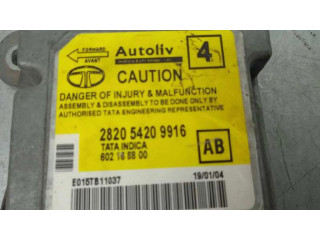 FORWARD
AVANT
Autoliv
4
CAUTION
DANGER OF INJURY & MALFUNCTION
ASSEMBLY & DISASSEMBLY TO BE DONE ONLY BY
AUTHORISED TATA ENGINEERING REPRESENTATIVE
2820 5420 9916
TATA INDICA
602 16 88 00
AB
E015TB11037
19/01/04